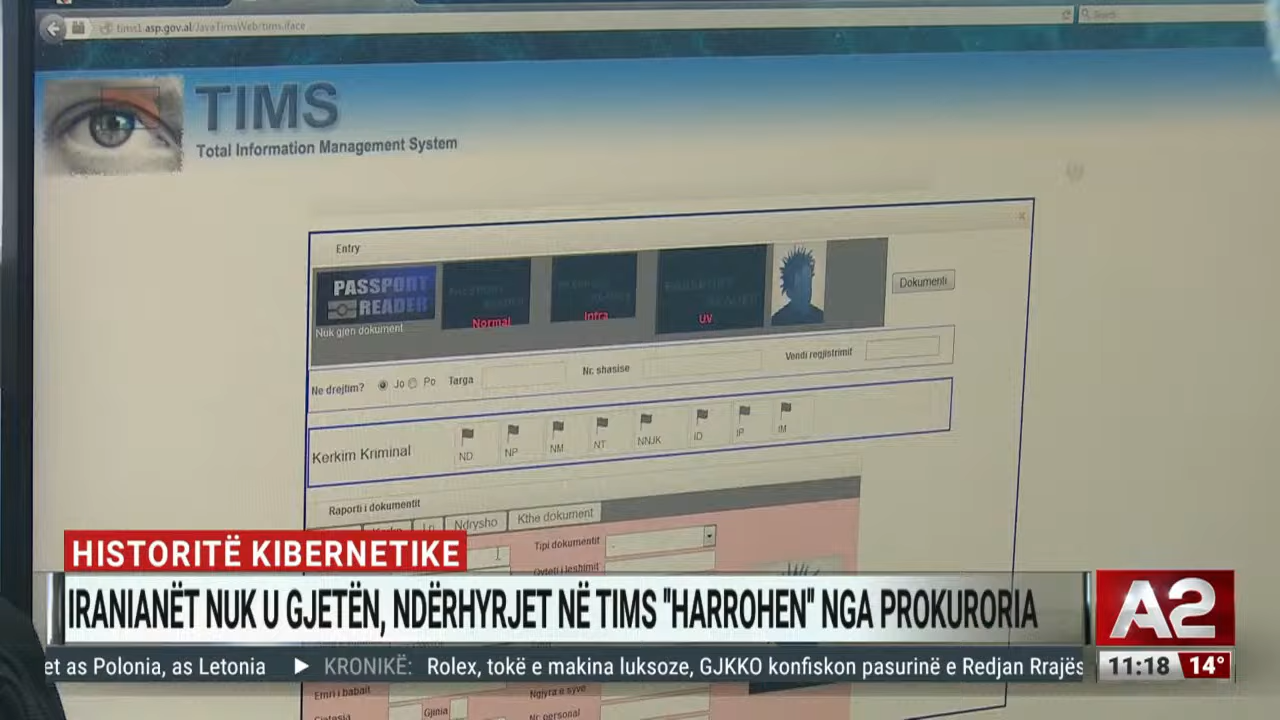 tims1.asp.gov.al/JavaTimsWeb/tims.iface
Search
TIMS
Total Information Management System
Entry
PASSPORT READER
Normal
Infra
UV
Dokumenti
Nuk gjen dokument
Ne drejtim? Jo Po Targa Nr. shasise Vendi regjistrimit
Kerkim Kriminal ND NP NM NT NNJK ID IP IM
Raporti i dokumentit
Ndrysho Kthe dokument
Tipi dokumentit
HISTORITË KIBERNETIKE
IRANIANËT NUK U GJETËN, NDËRHYRJET NË TIMS "HARROHEN" NGA PROKURORIA
A2
et as Polonia, as Letonia ▶ KRONIKË: Rolex, tokë e makina luksoze, GJKKO konfiskon pasurinë e Redjan Rrajës
11:18 14°
Emri i babait Ngjyra e syve
Gjinia Nr. personal